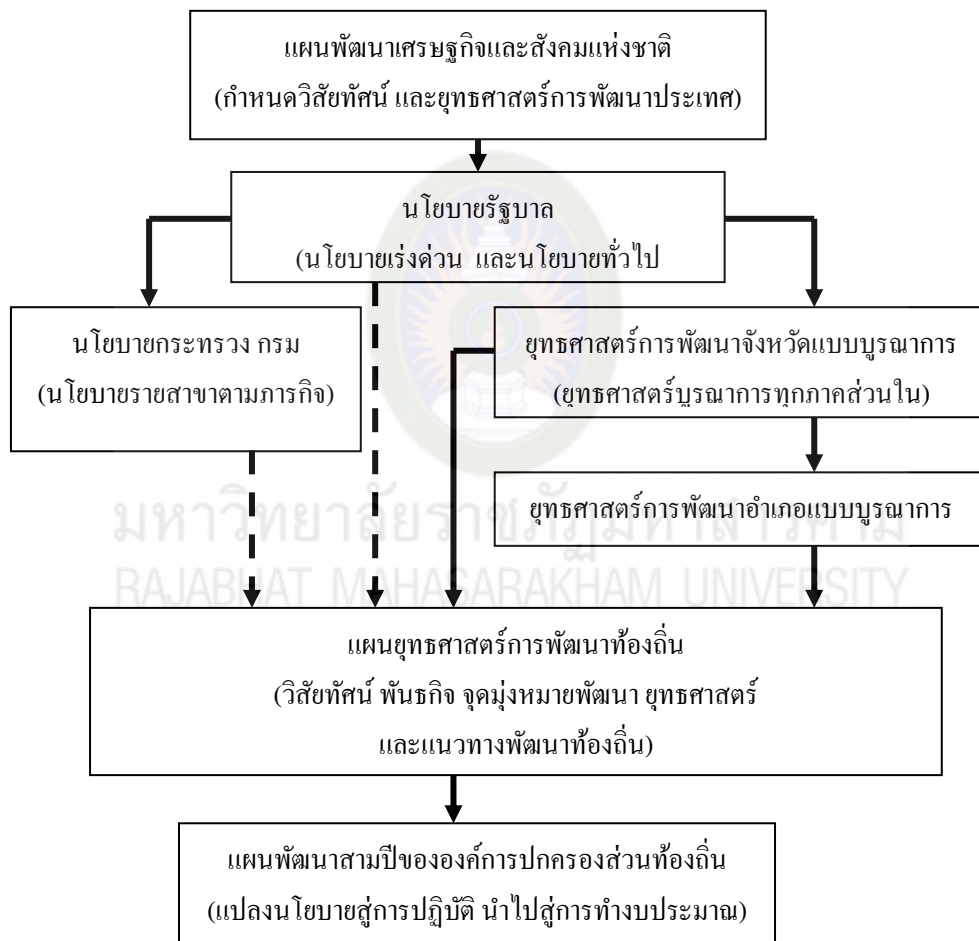 แผนพัฒนาเศรษฐกิจและสังคมแห่งชาติ
(กำหนดวิสัยทัศน์ และยุทธศาสตร์การพัฒนาประเทศ)
นโยบายรัฐบาล
(นโยบายเร่งด่วน และนโยบายทั่วไป
นโยบายกระทรวง กรม
(นโยบายรายสาขาตามภารกิจ)
ยุทธศาสตร์การพัฒนาจังหวัดแบบบูรณาการ
(ยุทธศาสตร์บูรณาการทุกภาคส่วนใน)
ยุทธศาสตร์การพัฒนาอำเภอแบบบูรณาการ
มหาวิทยาลัยราชภัฏมหาสารคาม
RAJABHAT MAHASARAKHAM UNIVERSITY
แผนยุทธศาสตร์การพัฒนาท้องถิ่น
(วิสัยทัศน์ พันธกิจ จุดมุ่งหมายพัฒนา ยุทธศาสตร์
และแนวทางพัฒนาท้องถิ่น)
แผนพัฒนาสามปีขององค์การปกครองส่วนท้องถิ่น
(แปลงนโยบายสู่การปฏิบัติ นำไปสู่การทำงบประมาณ)